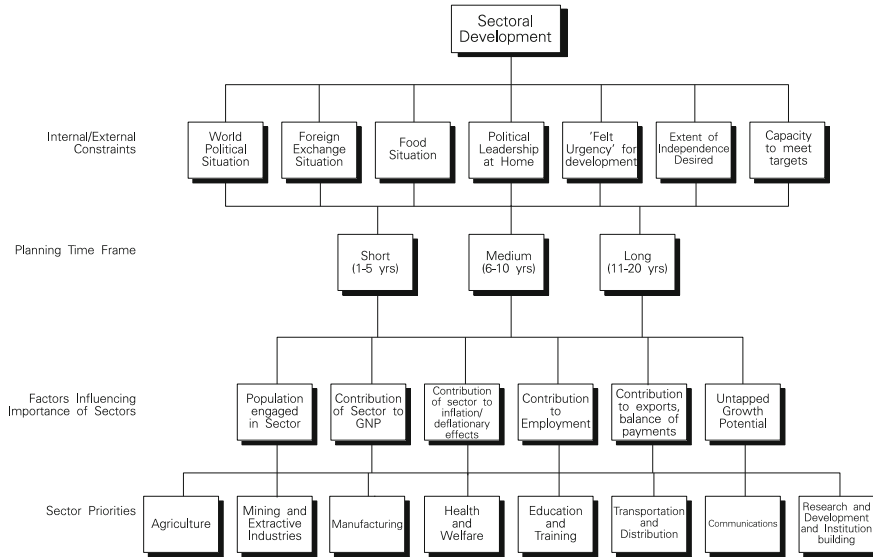 Sectoral
Development
Internal/External
Constraints
World
Political
Situation
Foreign
Exchange
Situation
Food
Situation
Political
Leadership
at Home
'Felt
Urgency' for
development
Extent of
Independence
Desired
Capacity
to meet
targets
Planning Time Frame
Short
(1-5 yrs)
Medium
(6-10 yrs)
Long
(11-20 yrs)
Factors Influencing
Importance of Sectors
Population
engaged
in Sector
Contribution
of Sector to
GNP
Contribution
of sector to
inflation/
deflationary
effects
Contribution
to
Employment
Contribution
to exports,
balance of
payments
Untapped
Growth
Potential
Sector Priorities
Agriculture
Mining and
Extractive
Industries
Manufacturing
Health
and
Welfare
Education
and
Training
Transportation
and
Distribution
Communications
Research and
Development
and Institution
building